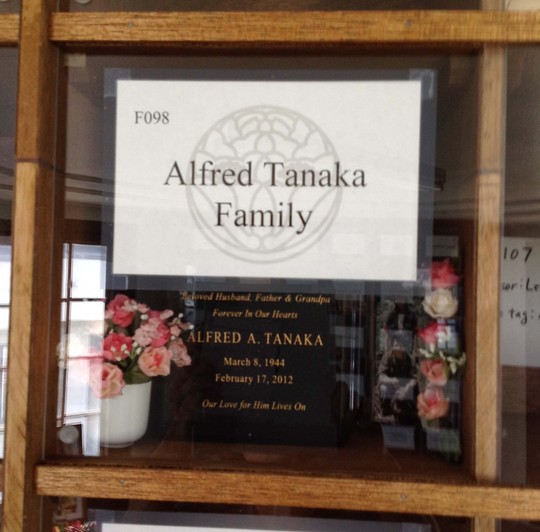 F098
Alfred Tanaka
Family
Beloved Husband, Father & Grandpa
Forever In Our Hearts
ALFRED A. TANAKA
March 8, 1944
February 17, 2012
Our Love for Him Lives On
107
tag: